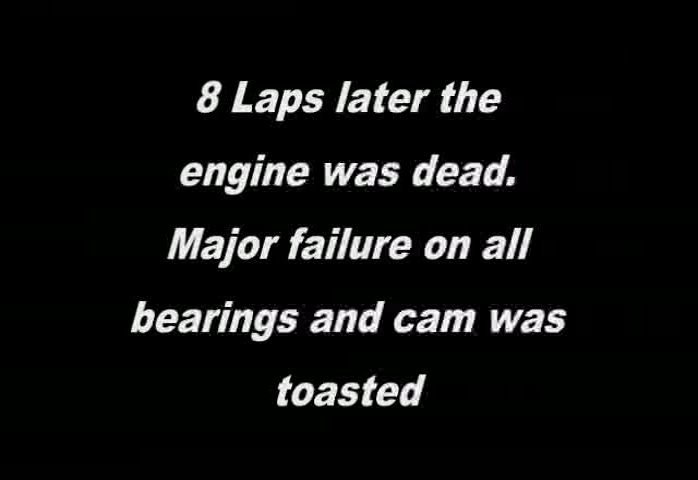 8 Laps later the
engine was dead.
Major failure on all
bearings and cam was
toasted